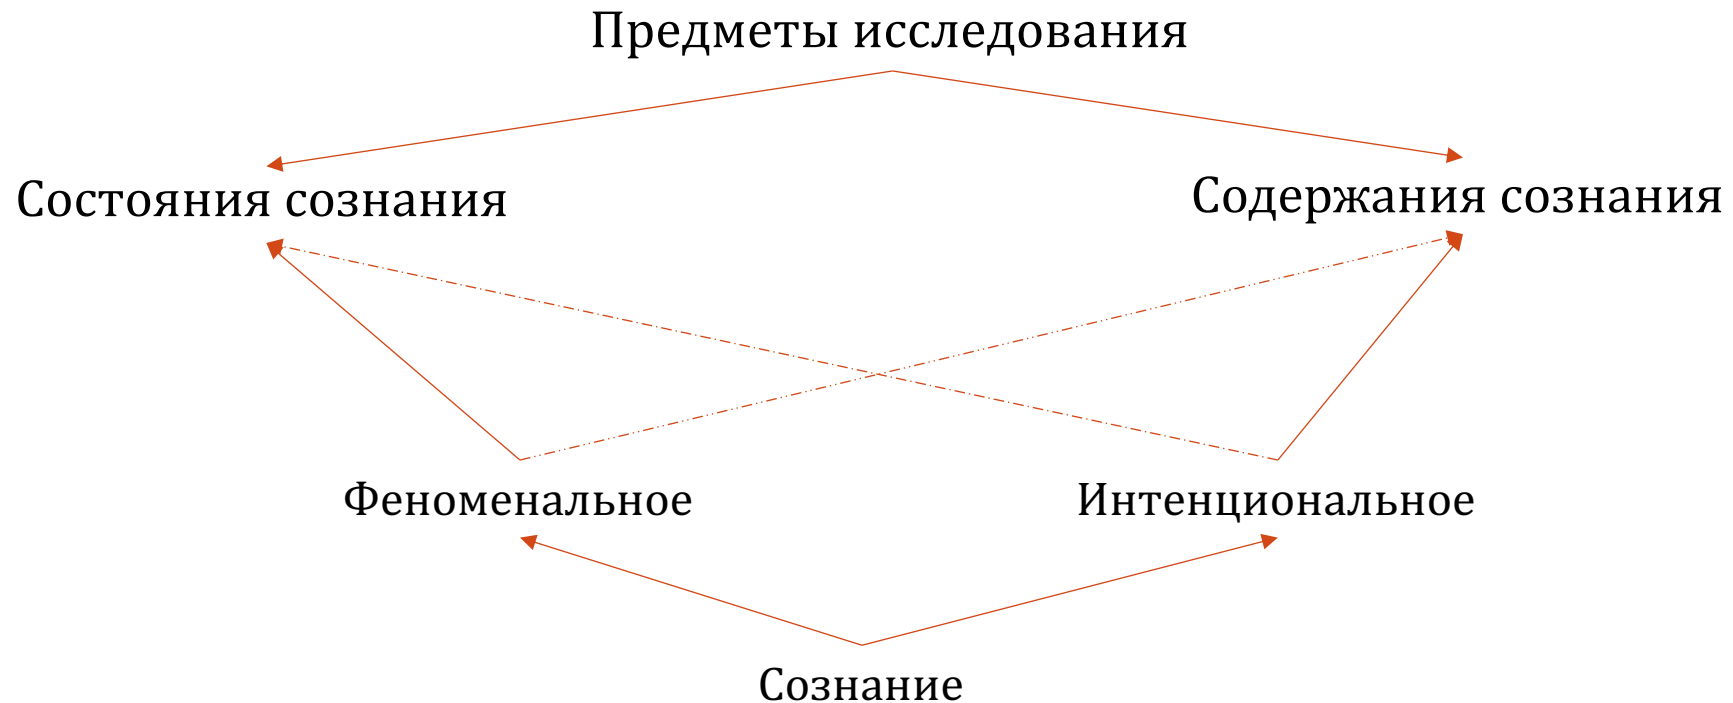 Предметы исследования
Состояния сознания
Содержания сознания
Феноменальное
Интенциональное
Сознание